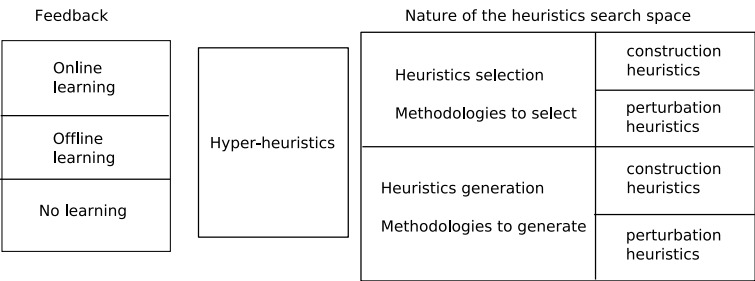 Feedback
Online
learning
Offline
learning
No learning
Hyper-heuristics
Nature of the heuristics search space
Heuristics selection
Methodologies to select
construction
heuristics
perturbation
heuristics
Heuristics generation
Methodologies to generate
construction
heuristics
perturbation
heuristics